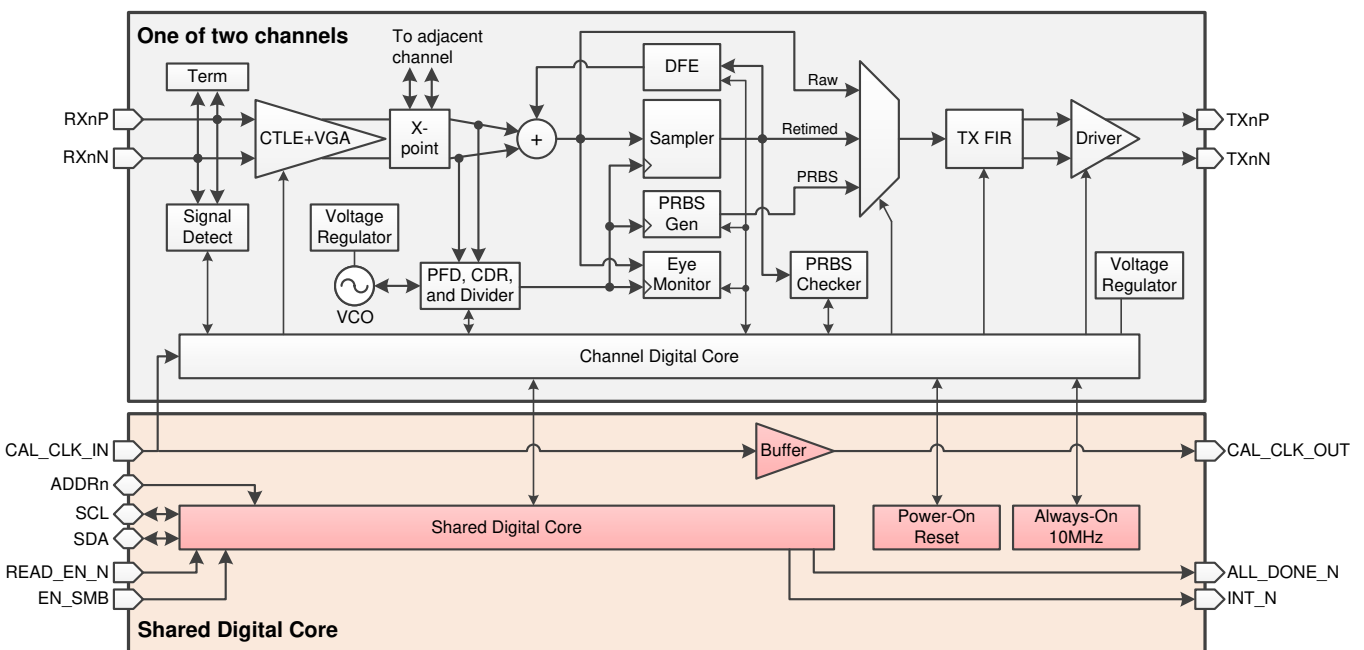 One of two channels
To adjacent
channel
Term
DFE
Raw
RXnP
RXnN
CTLE+VGA
X-
point
+
Sampler
Retimed
TX FIR
Driver
TXnP
TXnN
PRBS
Signal
Detect
Voltage
Regulator
PRBS
Gen
VCO
PFD, CDR,
and Divider
Eye
Monitor
PRBS
Checker
Voltage
Regulator
Channel Digital Core
CAL_CLK_IN
Buffer
CAL_CLK_OUT
ADDRn
SCL
SDA
Shared Digital Core
Power-On
Reset
Always-On
10MHz
READ_EN_N
EN_SMB
ALL_DONE_N
INT_N
Shared Digital Core